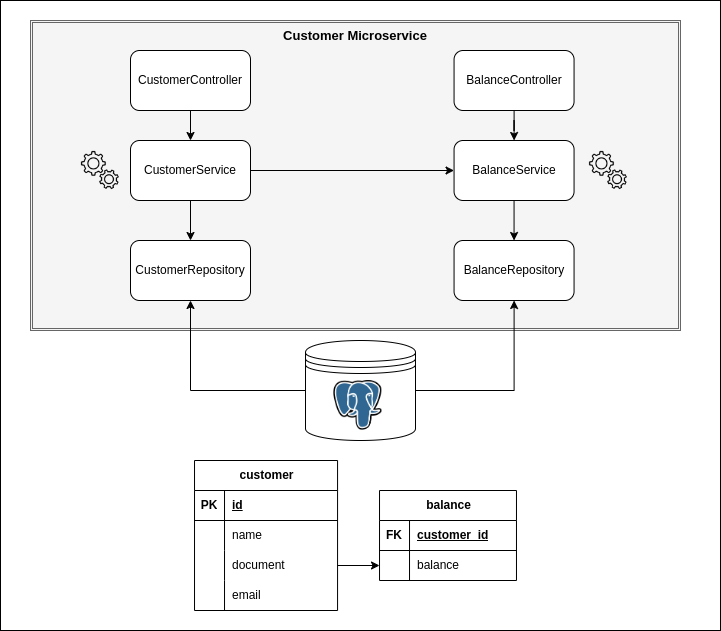 Customer Microservice
CustomerController
BalanceController
CustomerService
BalanceService
CustomerRepository
BalanceRepository
customer
PK id
name
document
email
balance
FK customer_id
balance